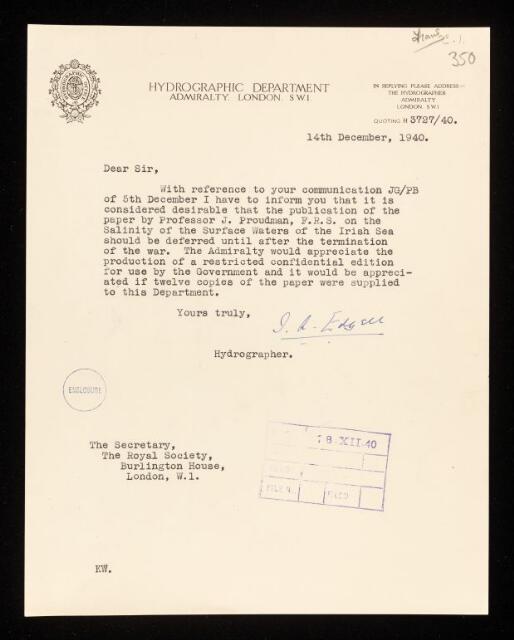 350
HYDROGRAPHIC DEPARTMENT
ADMIRALTY. LONDON. S.W.1
IN REPLYING PLEASE ADDRESS—
THE HYDROGRAPHER
ADMIRALTY
LONDON. S.W.1
QUOTING H 3727/40.
14th December, 1940.
Dear Sir,
With reference to your communication JG/PB
of 5th December I have to inform you that it is
considered desirable that the publication of the
paper by Professor J. Proudman, F.R.S. on the
Salinity of the Surface Waters of the Irish Sea
should be deferred until after the termination
of the war. The Admiralty would appreciate the
production of a restricted confidential edition
for use by the Government and it would be appreci-
ated if twelve copies of the paper were supplied
to this Department.
Yours truly,
J. A. Edgell
Hydrographer.
ENCLOSURE
18 XII.40
FILE N
FILED
The Secretary,
The Royal Society,
Burlington House,
London, W.1.
KW.